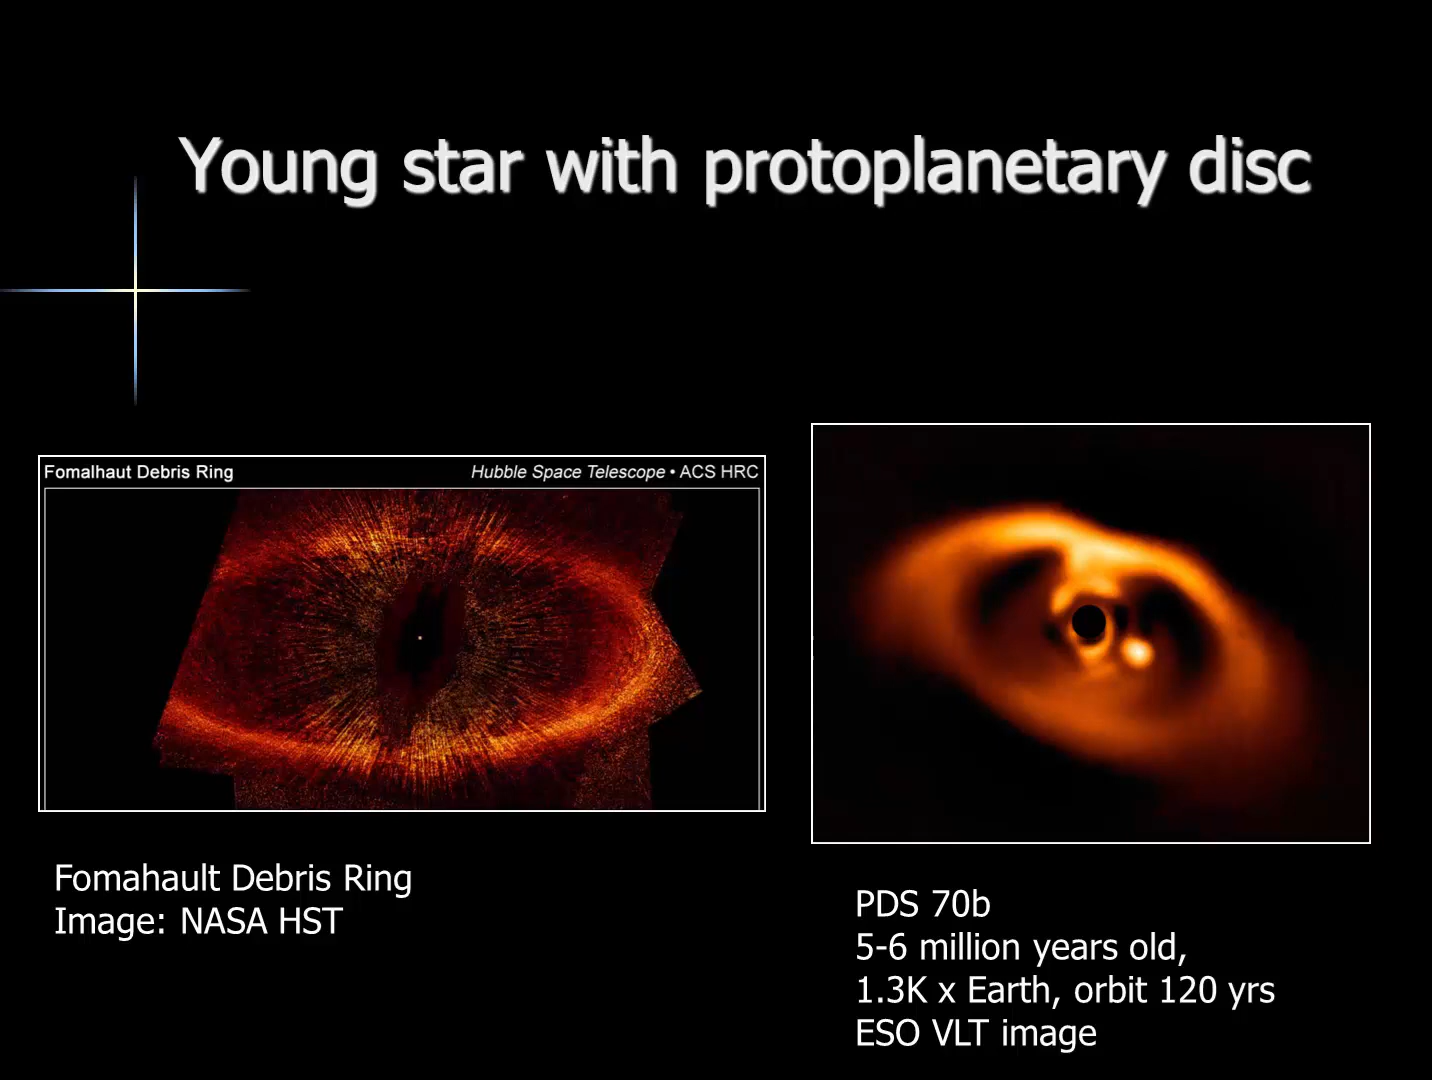 Young star with protoplanetary disc
Fomalhaut Debris Ring
Hubble Space Telescope • ACS HRC
Fomahault Debris Ring
Image: NASA HST
PDS 70b
5-6 million years old,
1.3K x Earth, orbit 120 yrs
ESO VLT image